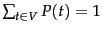 ∑_{t∈V} P(t) = 1